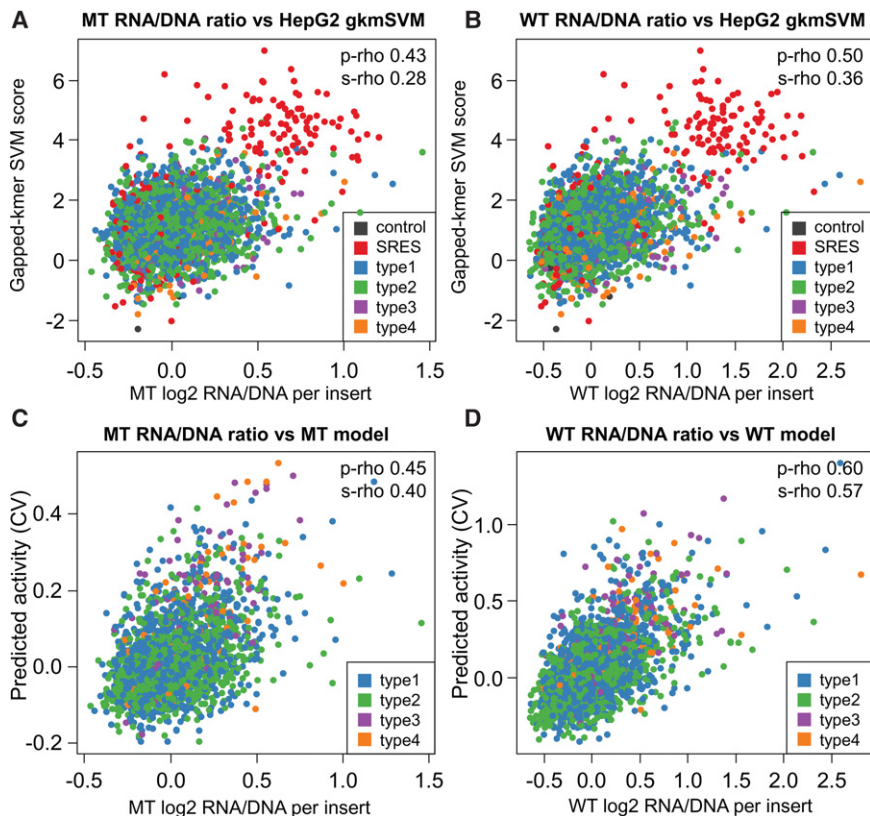 A
MT RNA/DNA ratio vs HepG2 gkmSVM
p-rho 0.43
s-rho 0.28
Gapped-kmer SVM score
6
4
2
0
-2
control
SRES
type1
type2
type3
type4
-0.5
0.0
0.5
1.0
1.5
MT log2 RNA/DNA per insert
B
WT RNA/DNA ratio vs HepG2 gkmSVM
p-rho 0.50
s-rho 0.36
Gapped-kmer SVM score
6
4
2
0
-2
control
SRES
type1
type2
type3
type4
-0.5
0.0
0.5
1.0
1.5
2.0
2.5
WT log2 RNA/DNA per insert
C
MT RNA/DNA ratio vs MT model
p-rho 0.45
s-rho 0.40
Predicted activity (CV)
0.4
0.2
0.0
-0.2
type1
type2
type3
type4
-0.5
0.0
0.5
1.0
1.5
MT log2 RNA/DNA per insert
D
WT RNA/DNA ratio vs WT model
p-rho 0.60
s-rho 0.57
Predicted activity (CV)
1.0
0.5
0.0
type1
type2
type3
type4
-0.5
0.0
0.5
1.0
1.5
2.0
2.5
WT log2 RNA/DNA per insert